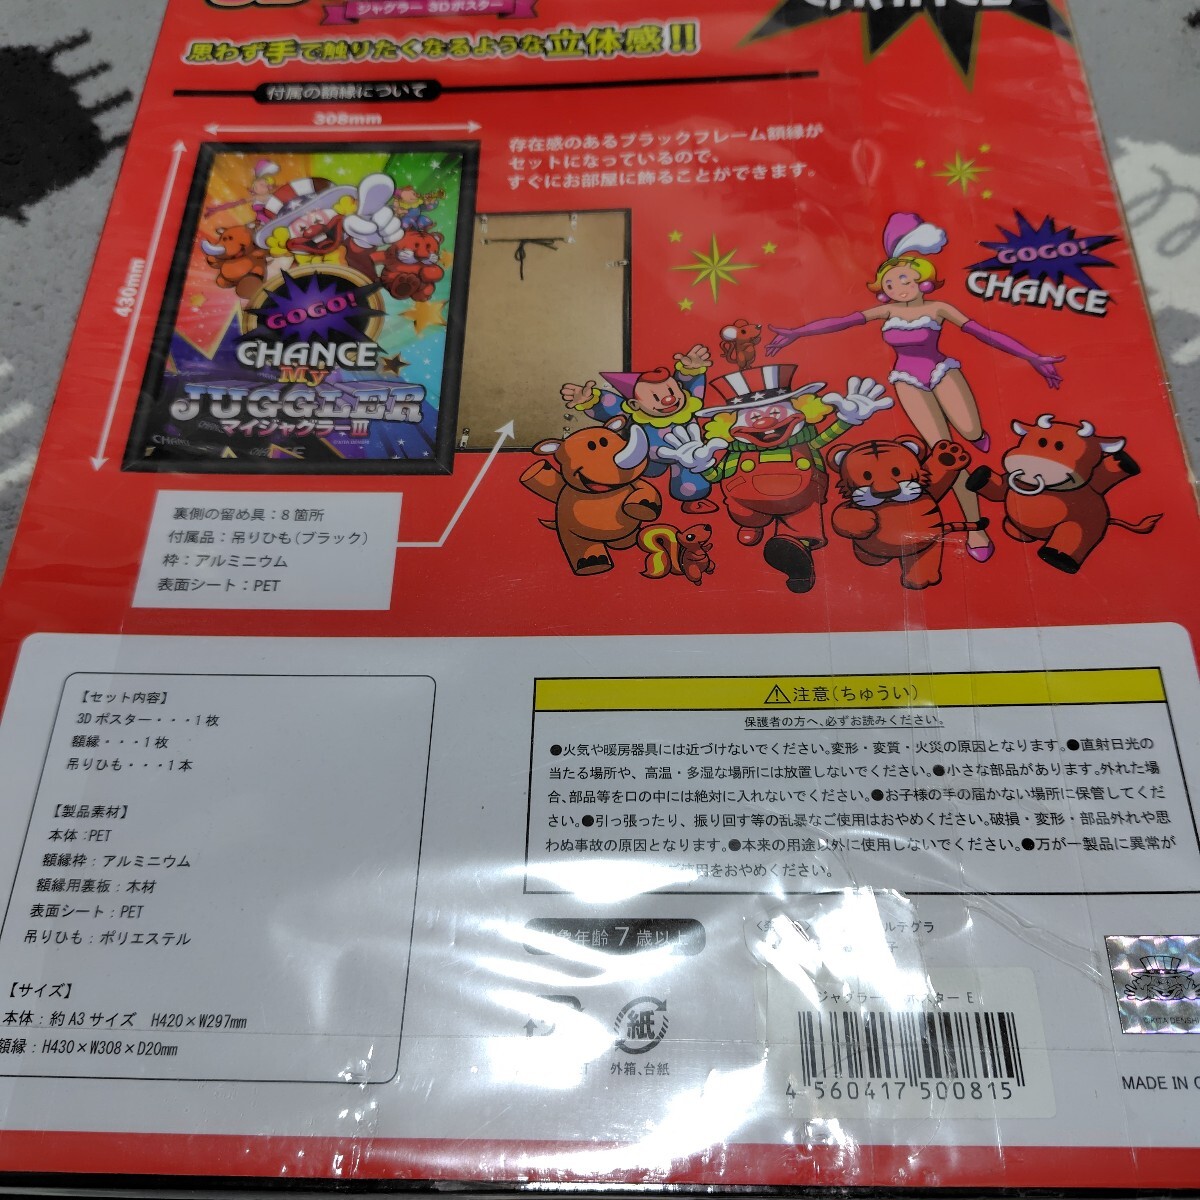 ジャグラー 3Dポスター
思わず手で触りたくなるような立体感!!
付属の額縁について
308mm
430mm
存在感のあるブラックフレーム額縁が
セットになっているので、
すぐにお部屋に飾ることができます。
GOGO!
CHANCE
My
JUGGLER
マイジャグラーIII
GOGO!
CHANCE
裏側の留め具：8箇所
付属品：吊りひも(ブラック)
枠：アルミニウム
表面シート：PET
【セット内容】
3Dポスター・・・1枚
額縁・・・1枚
吊りひも・・・1本
【製品素材】
本体：PET
額縁枠：アルミニウム
額縁用裏板：木材
表面シート：PET
吊りひも：ポリエステル
【サイズ】
本体：約A3サイズ　H420×W297mm
額縁：H430×W308×D20mm
⚠注意(ちゅうい)
保護者の方へ、必ずお読みください。
●火気や暖房器具には近づけないでください。変形・変質・火災の原因となります。●直射日光の
当たる場所や、高温・多湿な場所には放置しないでください。●小さな部品があります。外れた場
合、部品等を口の中には絶対に入れないでください。●お子様の手の届かない場所に保管してくだ
さい。●引っ張ったり、振り回す等の乱暴なご使用はおやめください。破損・変形・部品外れや思
わぬ事故の原因となります。●本来の用途以外に使用しないでください。●万が一製品に異常が
ご使用をおやめください。
対象年齢 7歳以上
ルテグラ
子
紙
外箱、台紙
ジャグラー ポスター E
4 560417 500815
©KITA DENSHI
MADE IN C